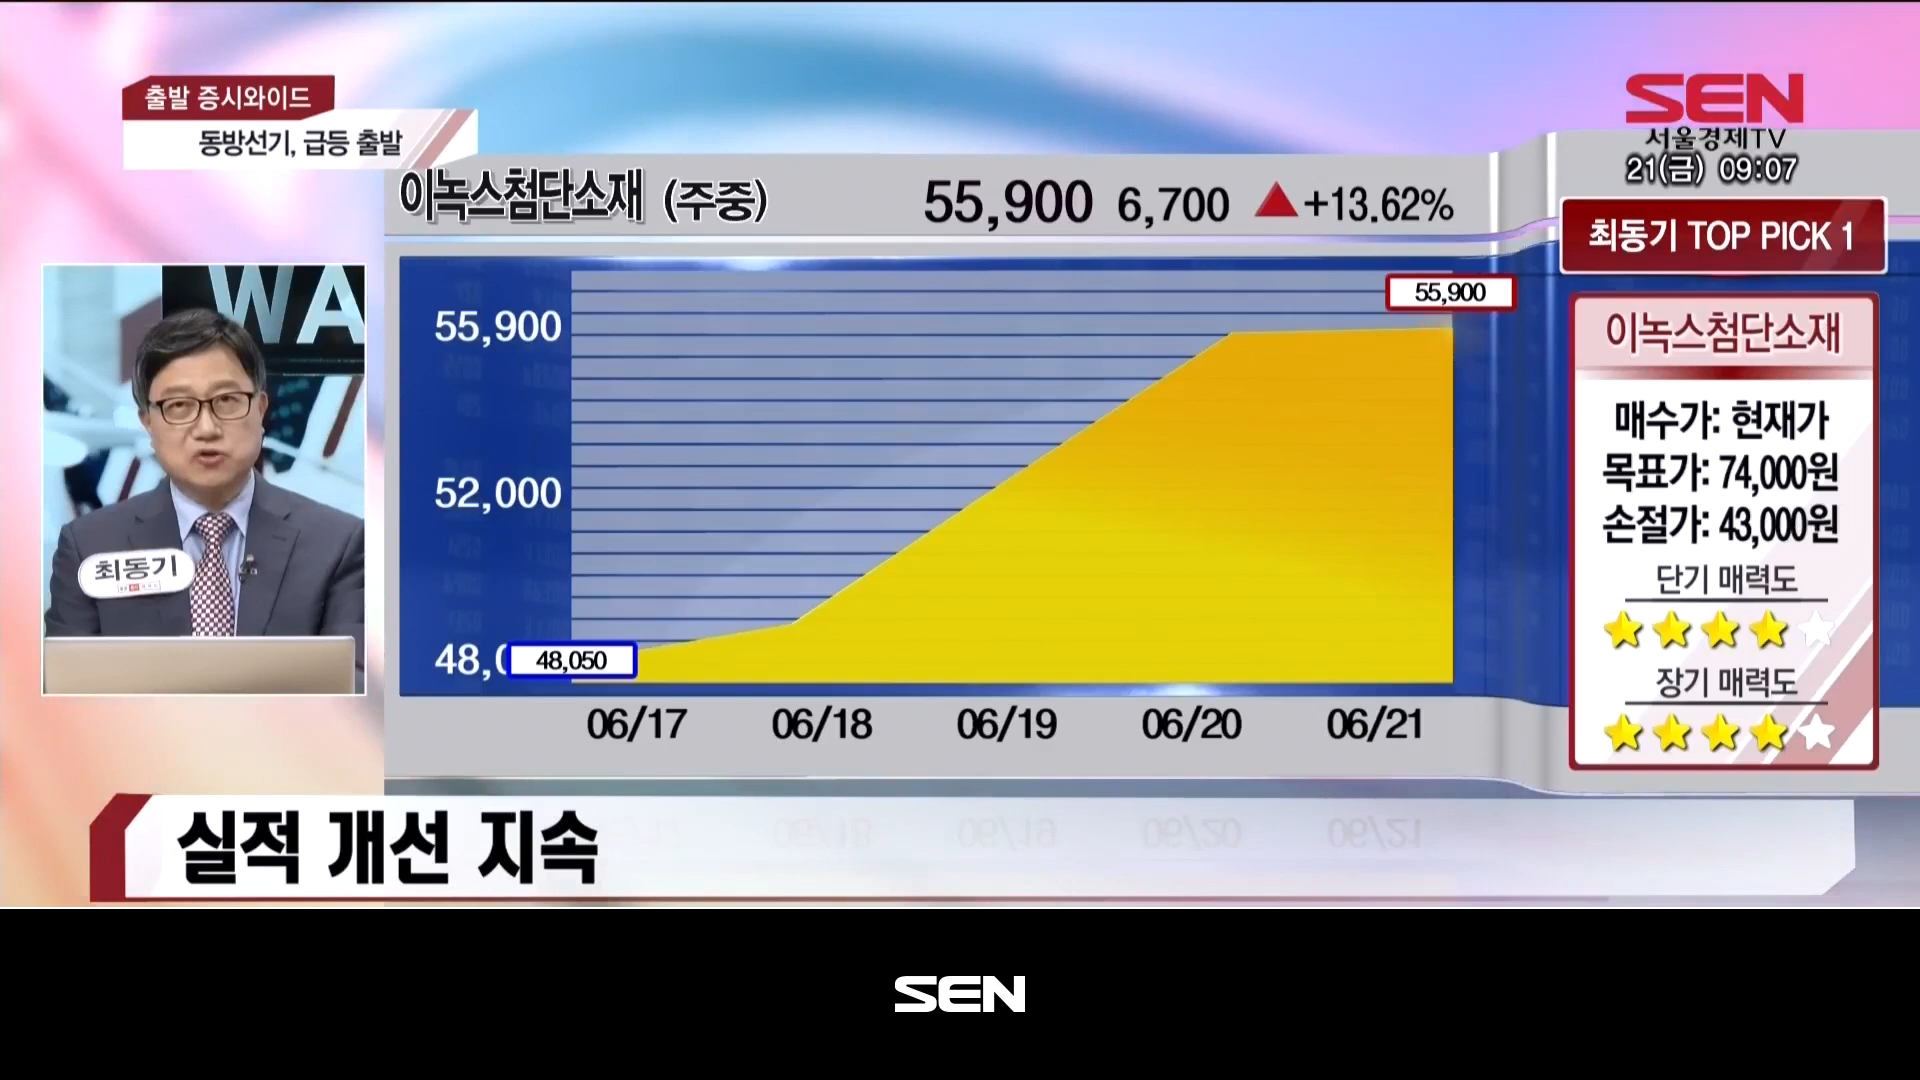 출발 증시와이드
동방선기, 급등 출발
SEN
서울경제TV
21(금) 09:07
이녹스첨단소재 (주중) 55,900 6,700 ▲+13.62%
최동기 TOP PICK 1
WA
55,900
52,000
48,0
55,900
48,050
06/17 06/18 06/19 06/20 06/21
이녹스첨단소재
매수가: 현재가
목표가: 74,000원
손절가: 43,000원
단기 매력도
장기 매력도
최동기
실적 개선 지속
SEN